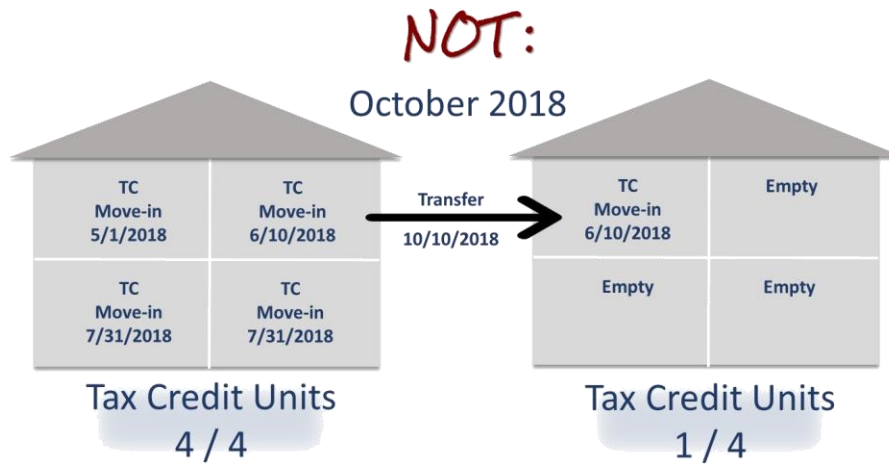 NOT:
October 2018
TC
Move-in
5/1/2018
TC
Move-in
6/10/2018
TC
Move-in
7/31/2018
TC
Move-in
7/31/2018
Tax Credit Units
4 / 4
Transfer
10/10/2018
TC
Move-in
6/10/2018
Empty
Empty
Empty
Tax Credit Units
1 / 4